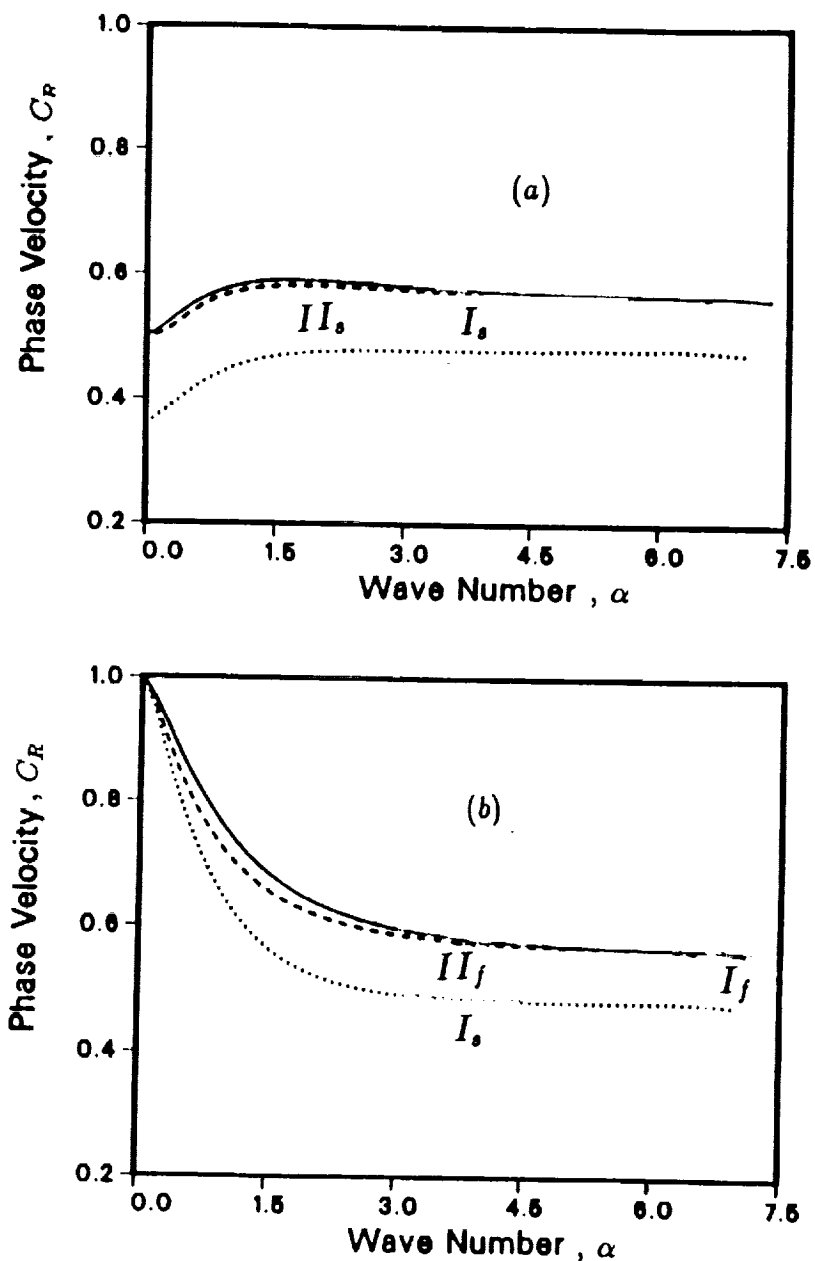 1.0
0.8
0.6
0.4
0.2
Phase Velocity , C_R
(a)
II_s
I_s
0.0 1.5 3.0 4.5 6.0 7.5
Wave Number , α
1.0
0.8
0.6
0.4
0.2
Phase Velocity , C_R
(b)
II_f
I_f
I_s
0.0 1.5 3.0 4.5 6.0 7.5
Wave Number , α